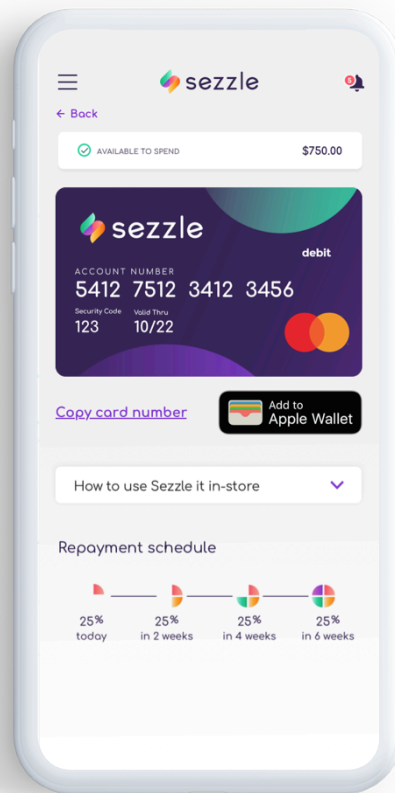 sezzle
6
← Back
AVAILABLE TO SPEND $750.00
sezzle
debit
ACCOUNT NUMBER
5412 7512 3412 3456
Security Code Valid Thru
123 10/22
Copy card number
Add to
Apple Wallet
How to use Sezzle it in-store
Repayment schedule
25% 25% 25% 25%
today in 2 weeks in 4 weeks in 6 weeks